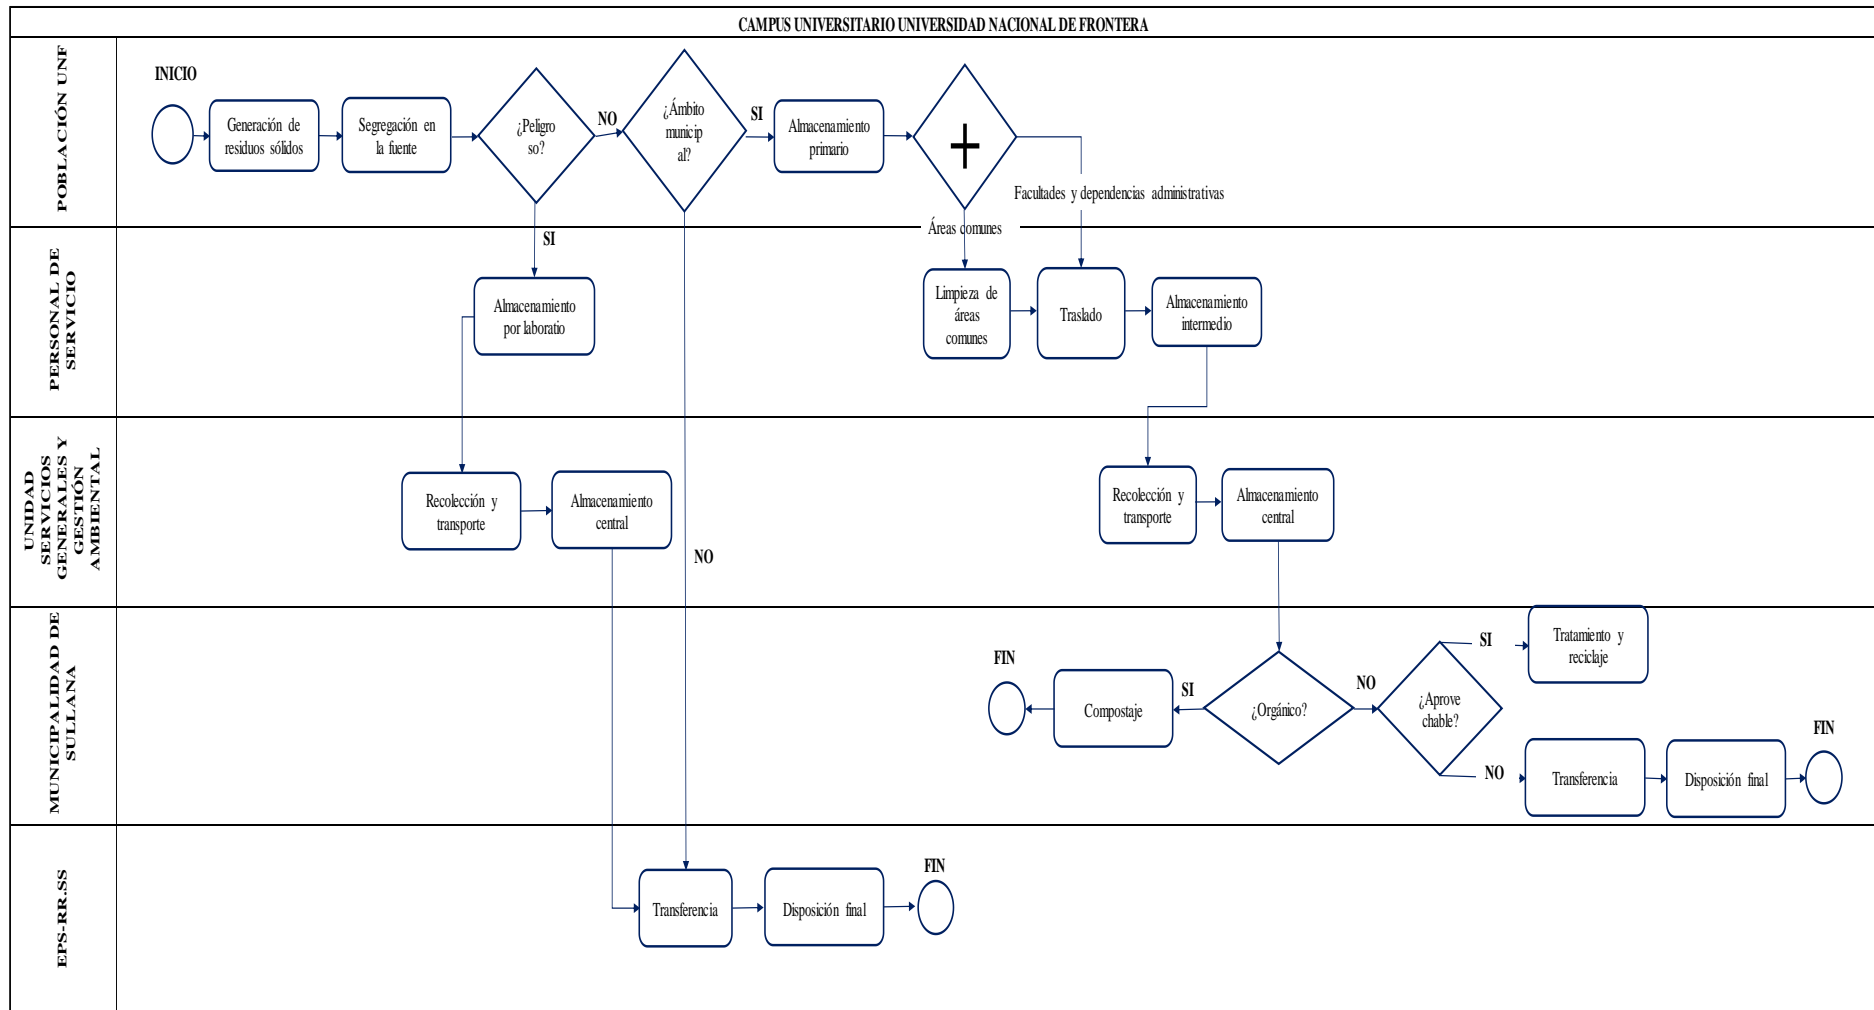 CAMPUS UNIVERSITARIO UNIVERSIDAD NACIONAL DE FRONTERA
POBLACIÓN UNF
INICIO
Generación de
residuos sólidos
Segregación en
la fuente
¿Peligro
so?
NO
SI
¿Ámbito
municip
al?
SI
NO
Almacenamiento
primario
+
Facultades y dependencias administrativas
Áreas comunes
PERSONAL DE
SERVICIO
Almacenamiento
por laboratio
Limpieza de
áreas
comunes
Traslado
Almacenamiento
intermedio
UNIDAD
SERVICIOS
GENERALES Y
GESTIÓN
AMBIENTAL
Recolección y
transporte
Almacenamiento
central
Recolección y
transporte
Almacenamiento
central
MUNICIPALIDAD DE
SULLANA
FIN
Compostaje
SI
¿Orgánico?
NO
¿Aprove
chable?
SI
Tratamiento y
reciclaje
NO
Transferencia
Disposición final
FIN
EPS-RR.SS
Transferencia
Disposición final
FIN